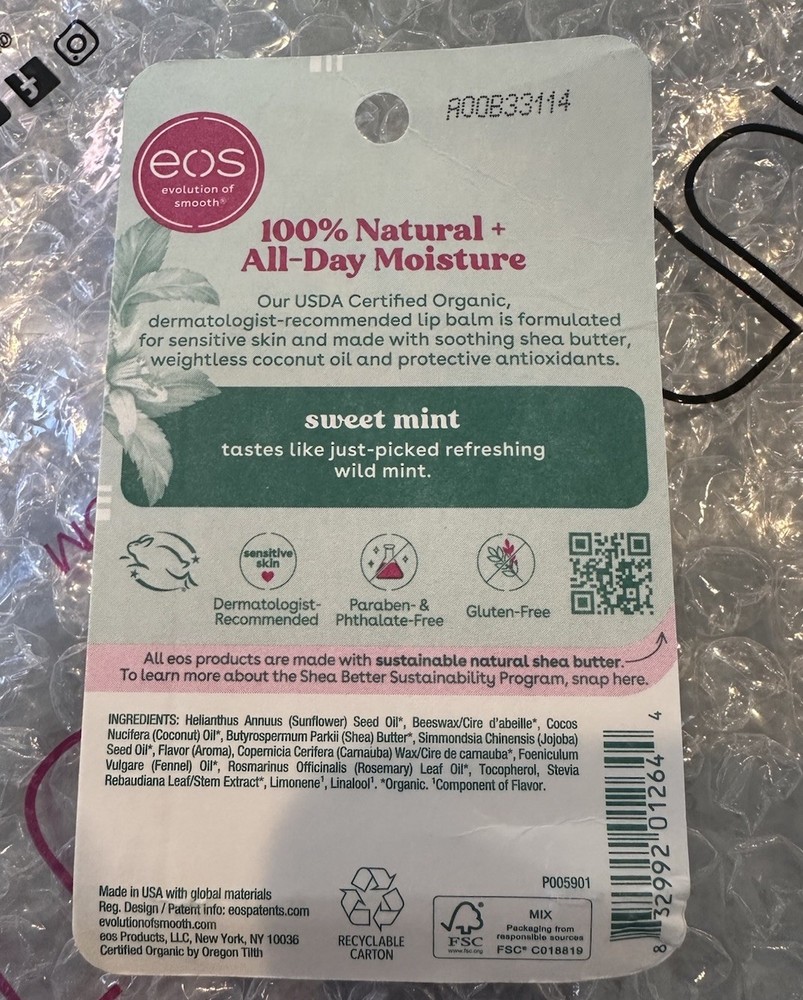 A00B33114
eos
evolution of
smooth®
100% Natural +
All-Day Moisture
Our USDA Certified Organic,
dermatologist-recommended lip balm is formulated
for sensitive skin and made with soothing shea butter,
weightless coconut oil and protective antioxidants.
sweet mint
tastes like just-picked refreshing
wild mint.
sensitive
skin
Dermatologist-
Recommended
Paraben- &
Phthalate-Free
Gluten-Free
All eos products are made with sustainable natural shea butter.
To learn more about the Shea Better Sustainability Program, snap here.
INGREDIENTS: Helianthus Annuus (Sunflower) Seed Oil*, Beeswax/Cire d'abeille*, Cocos
Nucifera (Coconut) Oil*, Butyrospermum Parkii (Shea) Butter*, Simmondsia Chinensis (Jojoba)
Seed Oil*, Flavor (Aroma), Copernicia Cerifera (Carnauba) Wax/Cire de carnauba*, Foeniculum
Vulgare (Fennel) Oil*, Rosmarinus Officinalis (Rosemary) Leaf Oil*, Tocopherol, Stevia
Rebaudiana Leaf/Stem Extract*, Limonene¹, Linalool¹. *Organic. ¹Component of Flavor.
8 32992 01264 4
P005901
Made in USA with global materials
Reg. Design / Patent info: eospatents.com
evolutionofsmooth.com
eos Products, LLC, New York, NY 10036
Certified Organic by Oregon Tilth
RECYCLABLE
CARTON
FSC
www.fsc.org
MIX
Packaging from
responsible sources
FSC® C018819